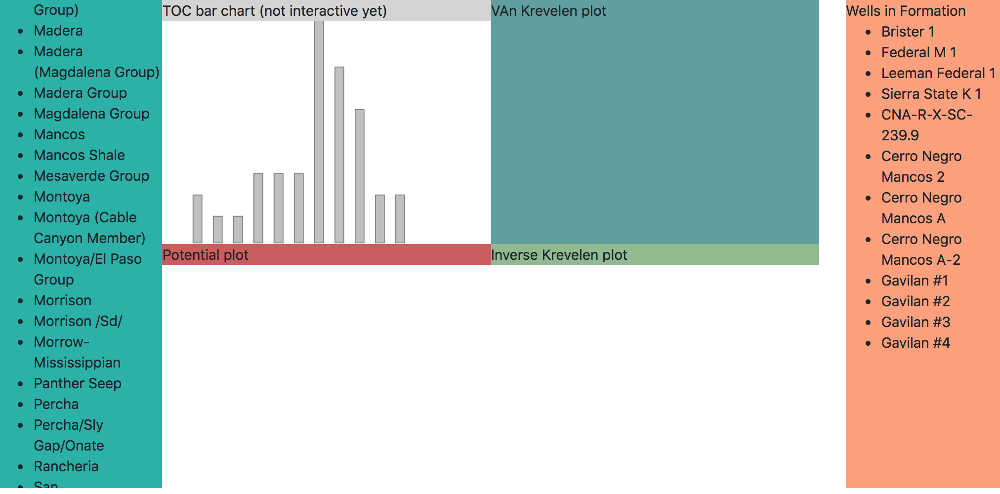 Group)
Madera
Madera
(Magdalena Group)
Madera Group
Magdalena Group
Mancos
Mancos Shale
Mesaverde Group
Montoya
Montoya (Cable
Canyon Member)
Montoya/El Paso
Group
Morrison
Morrison /Sd/
Morrow-
Mississippian
Panther Seep
Percha
Percha/Sly
Gap/Onate
Rancheria
San
TOC bar chart (not interactive yet)
VAn Krevelen plot
Potential plot
Inverse Krevelen plot
Wells in Formation
Brister 1
Federal M 1
Leeman Federal 1
Sierra State K 1
CNA-R-X-SC-
239.9
Cerro Negro
Mancos 2
Cerro Negro
Mancos A
Cerro Negro
Mancos A-2
Gavilan #1
Gavilan #2
Gavilan #3
Gavilan #4